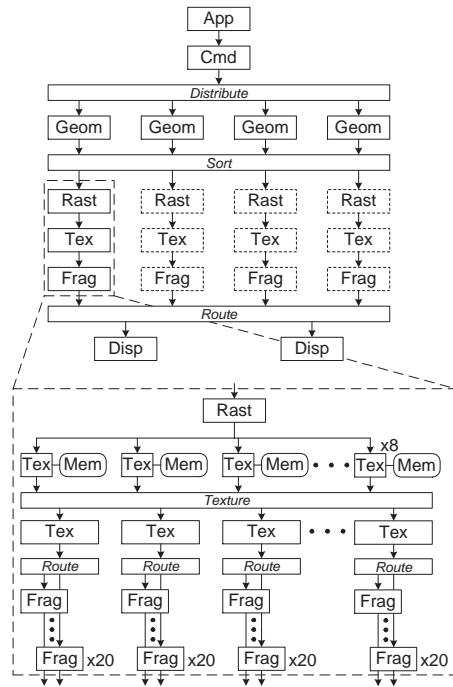 App
Cmd
Distribute
Geom Geom Geom Geom
Sort
Rast Rast Rast Rast
Tex Tex Tex Tex
Frag Frag Frag Frag
Route
Disp Disp
Rast
x8
Tex Mem Tex Mem Tex Mem Tex Mem
Texture
Tex Tex Tex Tex
Route Route Route Route
Frag Frag Frag Frag
Frag x20 Frag x20 Frag x20 Frag x20